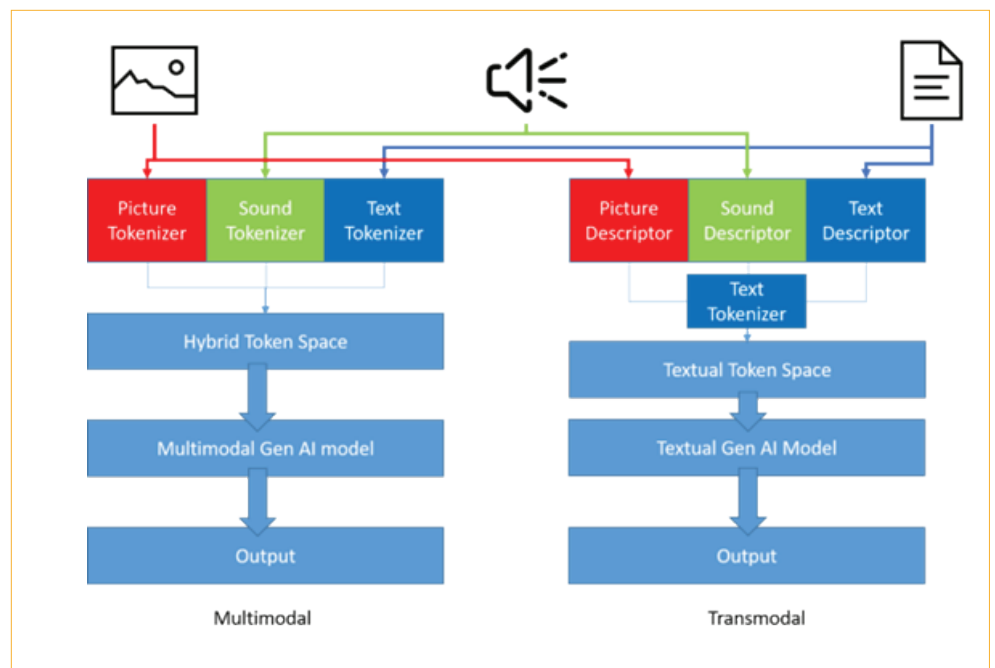 Picture
Tokenizer
Sound
Tokenizer
Text
Tokenizer
Picture
Descriptor
Sound
Descriptor
Text
Descriptor
Text
Tokenizer
Hybrid Token Space
Textual Token Space
Multimodal Gen AI model
Textual Gen AI Model
Output
Output
Multimodal
Transmodal